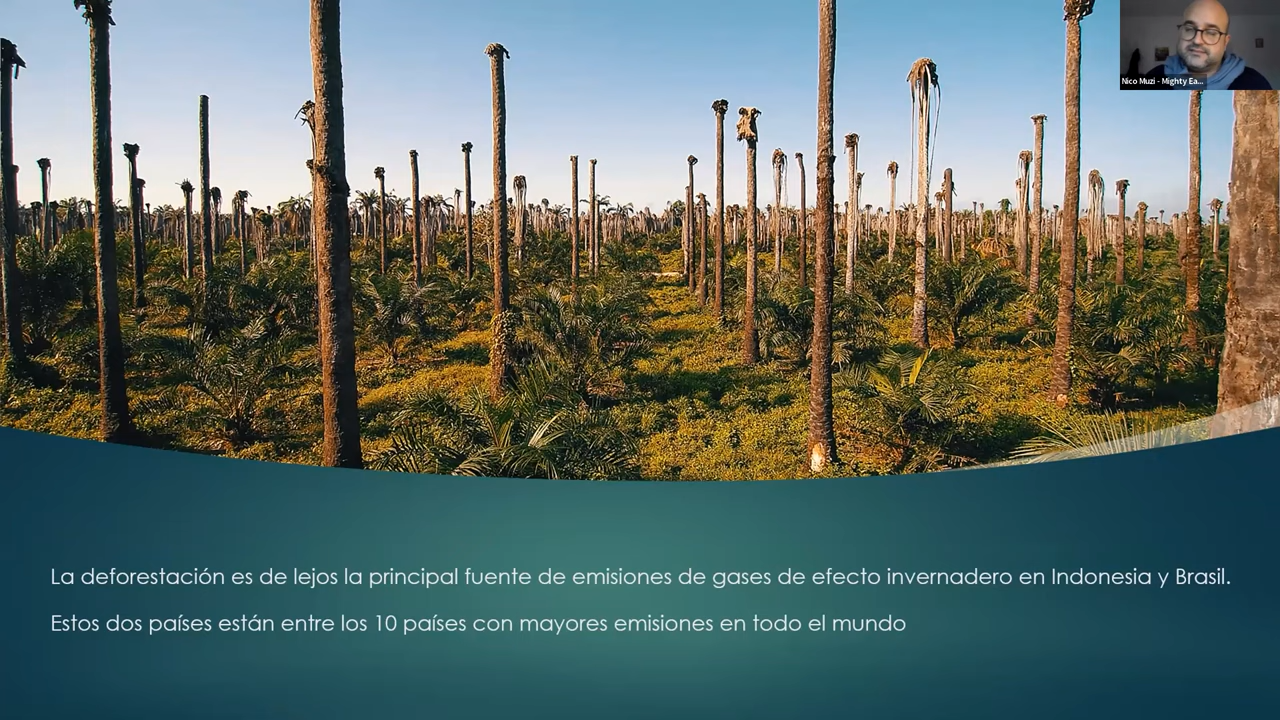 Nico Muzi - Mighty Ea...
La deforestación es de lejos la principal fuente de emisiones de gases de efecto invernadero en Indonesia y Brasil.
Estos dos países están entre los 10 países con mayores emisiones en todo el mundo